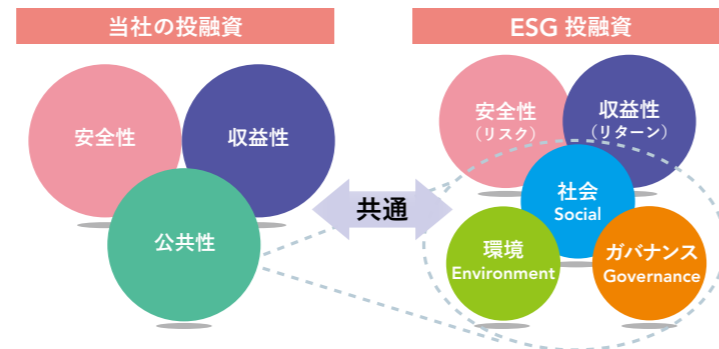 当社の投融資
安全性
収益性
公共性
共通
ESG 投融資
安全性
（リスク）
収益性
（リターン）
社会
Social
環境
Environment
ガバナンス
Governance